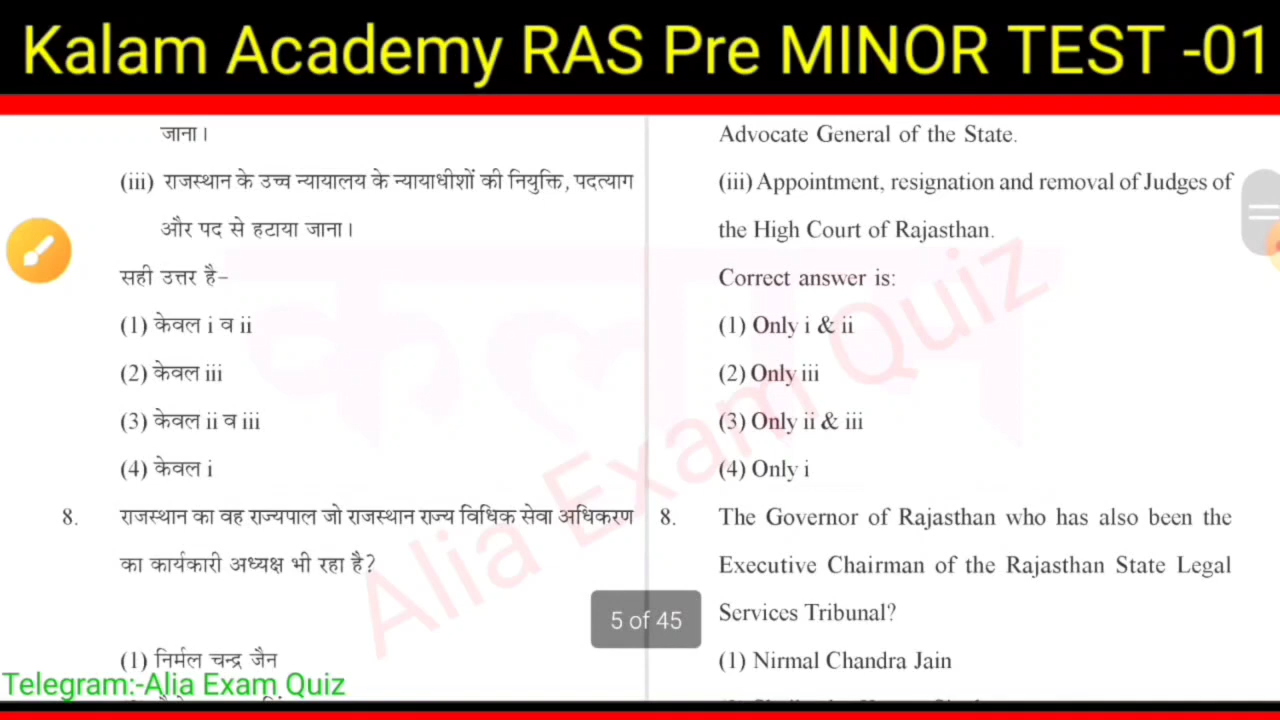 Kalam Academy RAS Pre MINOR TEST -01
जाना।
(iii) राजस्थान के उच्च न्यायालय के न्यायाधीशों की नियुक्ति, पदत्याग
और पद से हटाया जाना।
सही उत्तर है-
(1) केवल i व ii
(2) केवल iii
(3) केवल ii व iii
(4) केवल i
8. राजस्थान का वह राज्यपाल जो राजस्थान राज्य विधिक सेवा अधिकरण
का कार्यकारी अध्यक्ष भी रहा है?
(1) निर्मल चन्द्र जैन
Advocate General of the State.
(iii) Appointment, resignation and removal of Judges of
the High Court of Rajasthan.
Correct answer is:
(1) Only i & ii
(2) Only iii
(3) Only ii & iii
(4) Only i
8. The Governor of Rajasthan who has also been the
Executive Chairman of the Rajasthan State Legal
Services Tribunal?
(1) Nirmal Chandra Jain
5 of 45
कलाम
Alia Exam Quiz
Telegram:-Alia Exam Quiz